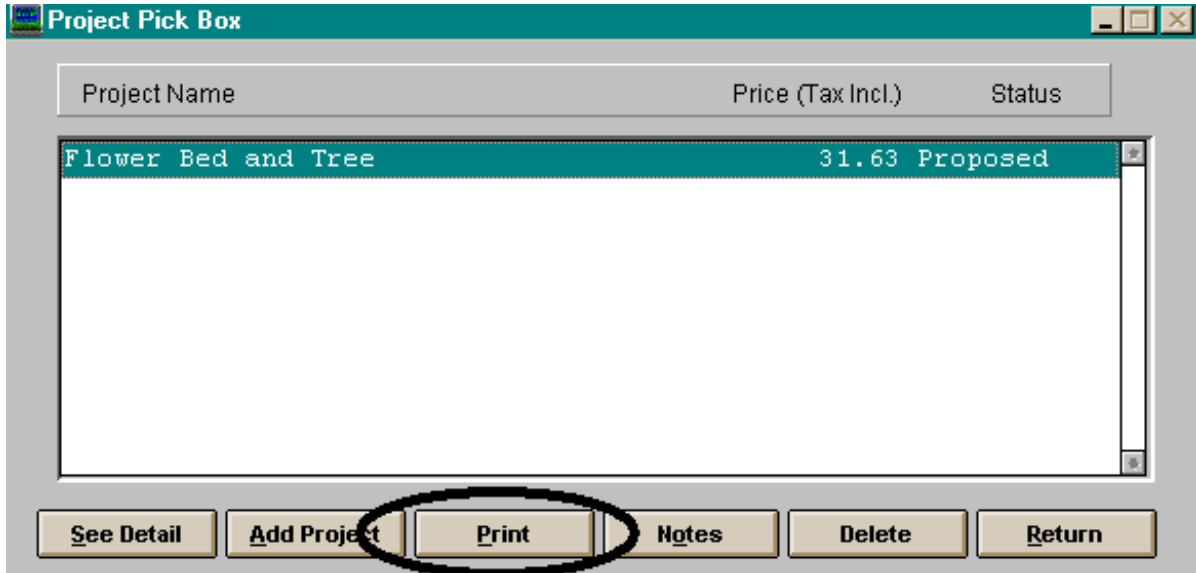 Project Pick Box
Project Name Price (Tax Incl.) Status
Flower Bed and Tree 31.63 Proposed
See Detail Add Project Print Notes Delete Return